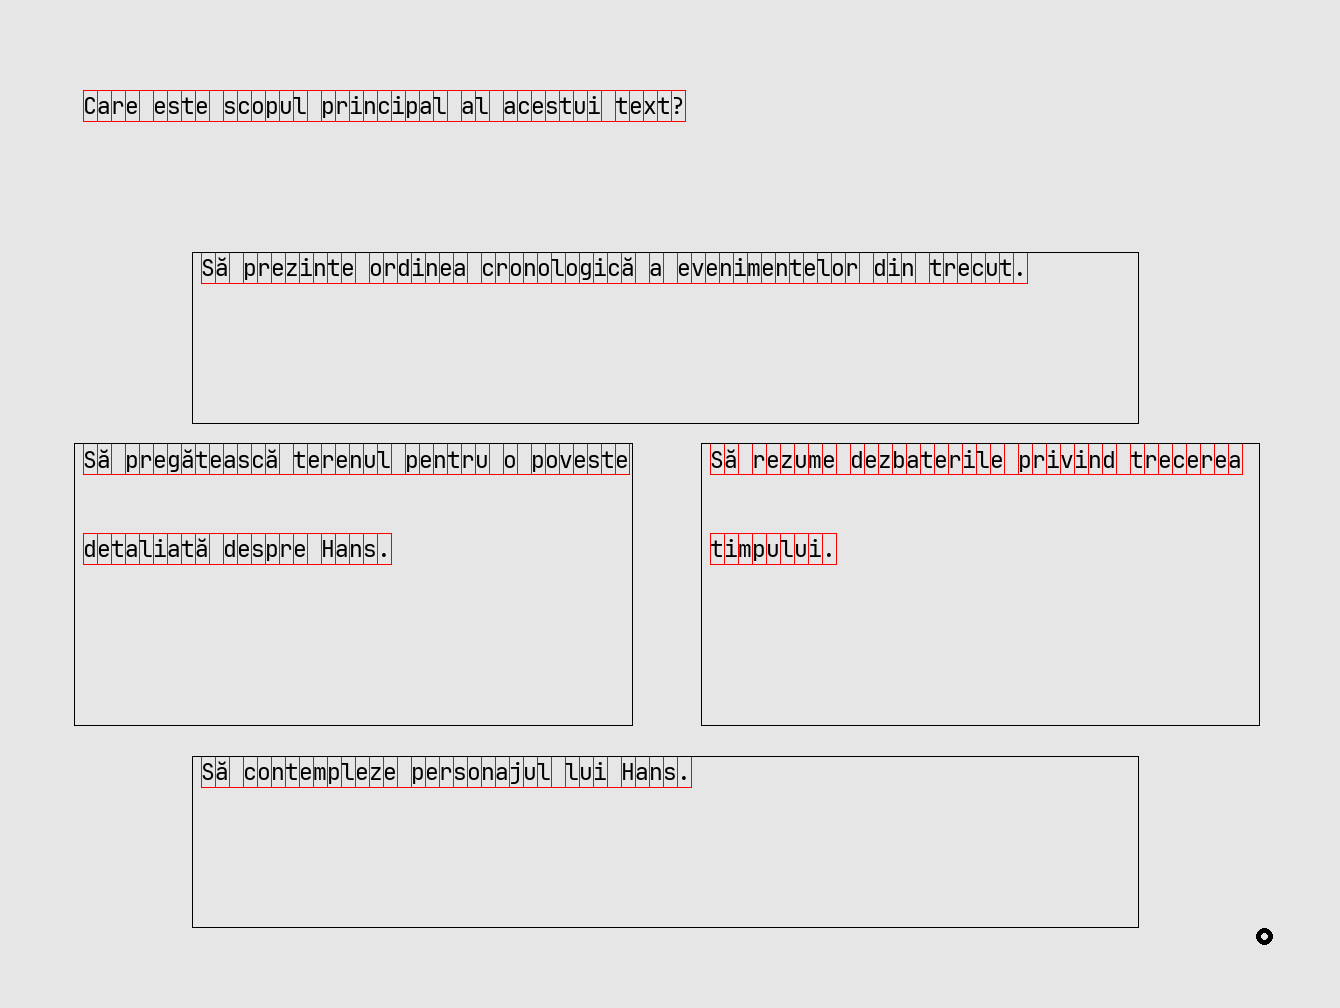 Care este scopul principal al acestui text?
Să prezinte ordinea cronologică a evenimentelor din trecut.
Să pregătească terenul pentru o poveste
detaliată despre Hans.
Să rezume dezbaterile privind trecerea
timpului.
Să contempleze personajul lui Hans.